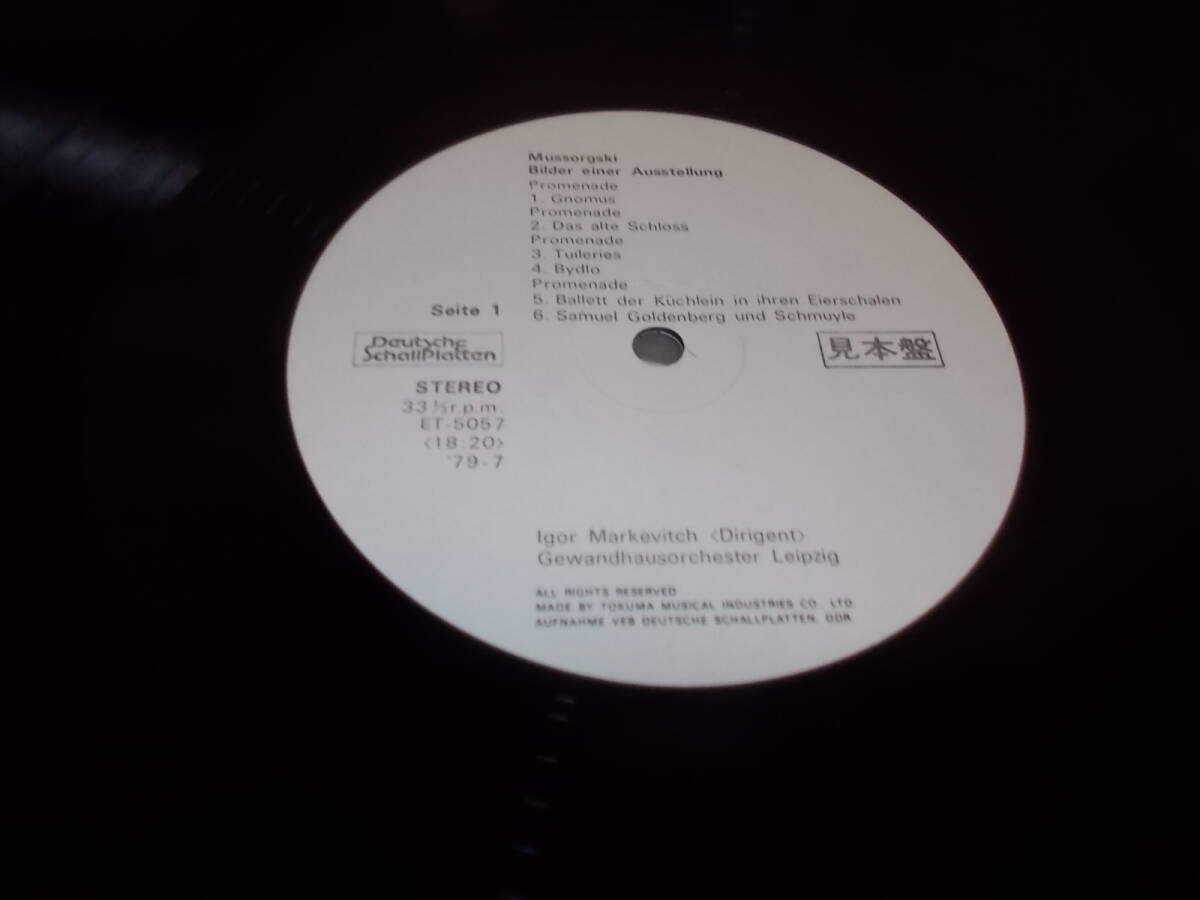 Mussorgski
Bilder einer Ausstellung
Promenade
1. Gnomus
Promenade
2. Das alte Schloss
Promenade
3. Tuileries
4. Bydlo
Promenade
5. Ballett der Küchlein in ihren Eierschalen
6. Samuel Goldenberg und Schmuyle
Seite 1
Deutsche
SchallPlatten
見本盤
STEREO
33⅓r.p.m.
ET-5057
<18:20>
'79-7
Igor Markevitch <Dirigent>
Gewandhausorchester Leipzig
ALL RIGHTS RESERVED
MADE BY TOKUMA MUSICAL INDUSTRIES CO., LTD.
AUFNAHME VEB DEUTSCHE SCHALLPLATTEN, DDR.